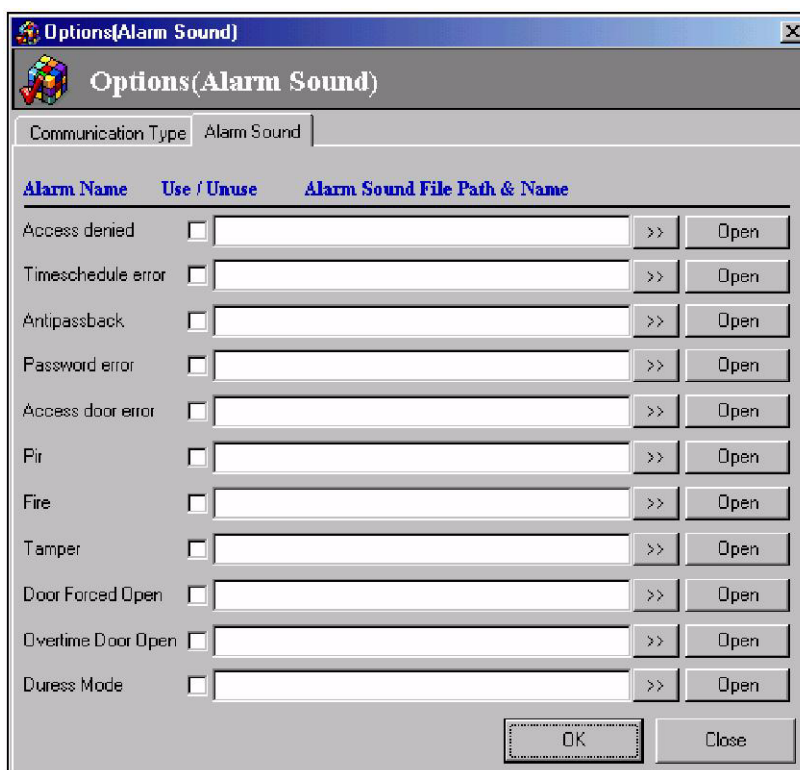 Options(Alarm Sound)
Options(Alarm Sound)
Communication Type Alarm Sound
Alarm Name Use / Unuse Alarm Sound File Path & Name
Access denied >> Open
Timeschedule error >> Open
Antipassback >> Open
Password error >> Open
Access door error >> Open
Pir >> Open
Fire >> Open
Tamper >> Open
Door Forced Open >> Open
Overtime Door Open >> Open
Duress Mode >> Open
OK Close